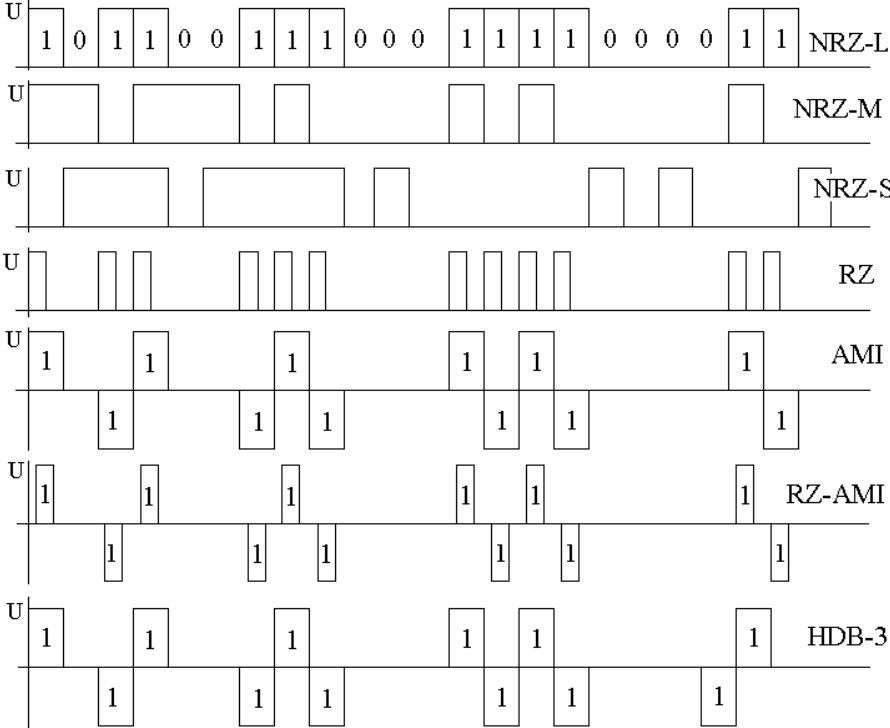 U 1 0 1 1 0 0 1 1 1 0 0 0 1 1 1 1 0 0 0 0 1 1 NRZ-L
U NRZ-M
U NRZ-S
U RZ
U 1 1 1 1 1 1 AMI
1 1 1 1 1 1
U 1 1 1 1 1 1 RZ-AMI
1 1 1 1 1 1
U 1 1 1 1 1 1 HDB-3
1 1 1 1 1 1